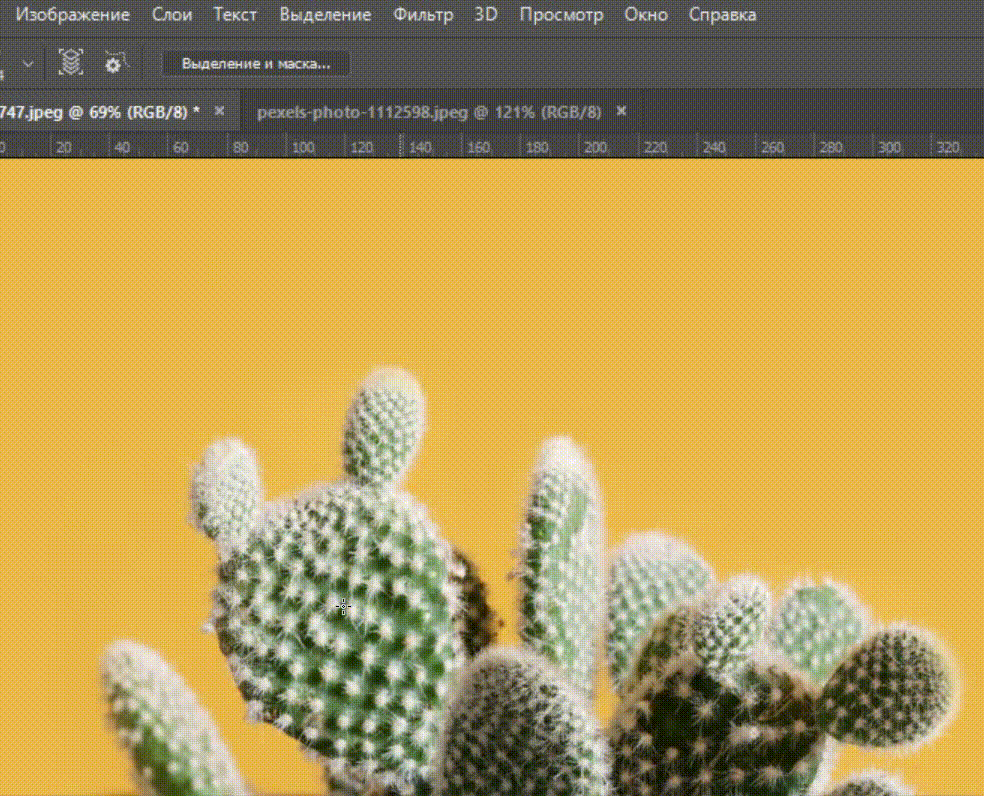 Изображение Слои Текст Выделение Фильтр 3D Просмотр Окно Справка
Выделение и маска...
747.jpeg @ 69% (RGB/8) * × pexels-photo-1112598.jpeg @ 121% (RGB/8) ×
0 20 40 60 80 100 120 140 160 180 200 220 240 260 280 300 320